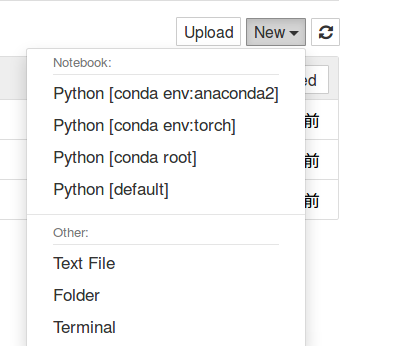 Upload New
Notebook:
ed
Python [conda env:anaconda2]
前
Python [conda env:torch]
Python [conda root]
前
Python [default]
前
Other:
Text File
Folder
Terminal